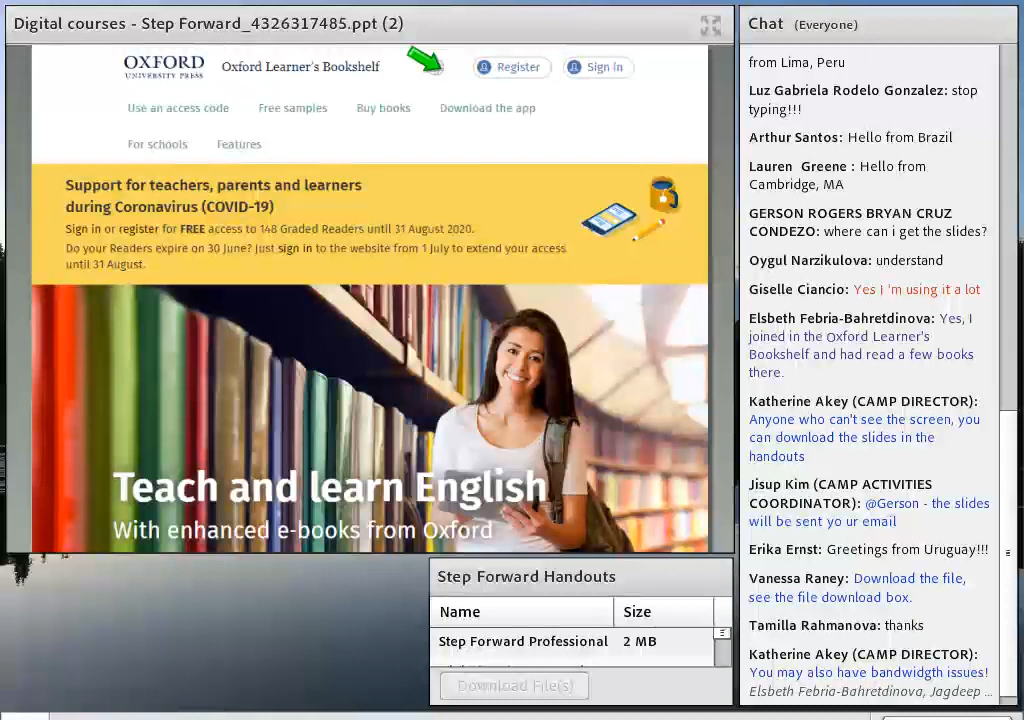 Digital courses - Step Forward_4326317485.ppt (2)
OXFORD
UNIVERSITY PRESS
Oxford Learner's Bookshelf
Register
Sign in
Use an access code
Free samples
Buy books
Download the app
For schools
Features
Support for teachers, parents and learners
during Coronavirus (COVID-19)
Sign in or register for FREE access to 148 Graded Readers until 31 August 2020.
Do your Readers expire on 30 June? Just sign in to the website from 1 July to extend your access
until 31 August.
Teach and learn English
With enhanced e-books from Oxford
Step Forward Handouts
Name
Size
Step Forward Professional
2 MB
Download File(s)
Chat (Everyone)
from Lima, Peru
Luz Gabriela Rodelo Gonzalez: stop
typing!!!
Arthur Santos: Hello from Brazil
Lauren Greene : Hello from
Cambridge, MA
GERSON ROGERS BRYAN CRUZ
CONDEZO: where can i get the slides?
Oygul Narzikulova: understand
Giselle Ciancio: Yes I 'm using it a lot
Elsbeth Febria-Bahretdinova: Yes, I
joined in the Oxford Learner's
Bookshelf and had read a few books
there.
Katherine Akey (CAMP DIRECTOR):
Anyone who can't see the screen, you
can download the slides in the
handouts
Jisup Kim (CAMP ACTIVITIES
COORDINATOR): @Gerson - the slides
will be sent yo ur email
Erika Ernst: Greetings from Uruguay!!!
Vanessa Raney: Download the file,
see the file download box.
Tamilla Rahmanova: thanks
Katherine Akey (CAMP DIRECTOR):
You may also have bandwidgth issues!
Elsbeth Febria-Bahretdinova, Jagdeep ...